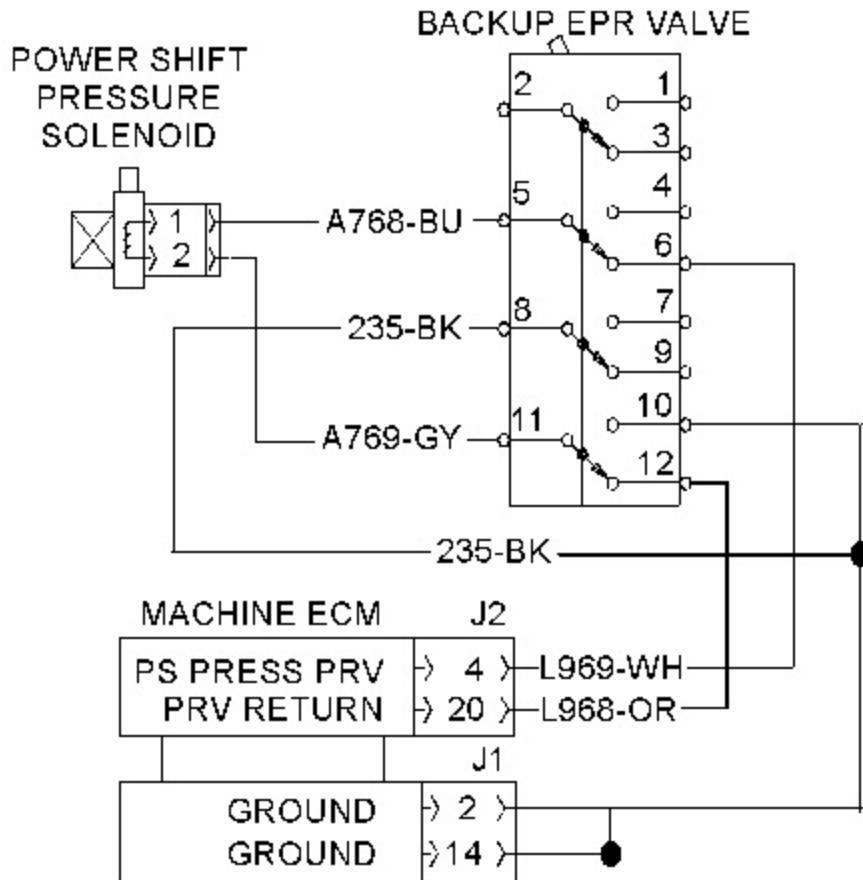 BACKUP EPR VALVE
POWER SHIFT
PRESSURE
SOLENOID
2
1
3
4
1
A768-BU
5
6
2
7
235-BK
8
9
10
A769-GY
11
12
235-BK
MACHINE ECM
J2
PS PRESS PRV
4
L969-WH
PRV RETURN
20
L968-OR
J1
GROUND
2
GROUND
14